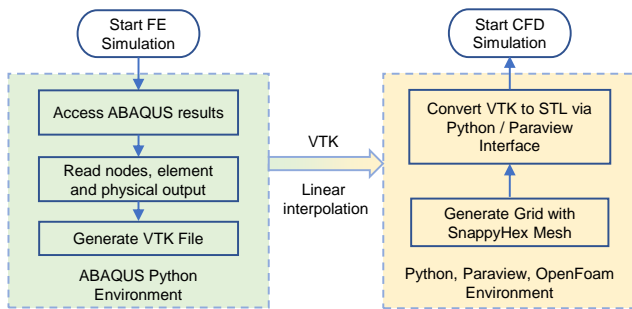 Start FE
Simulation
Access ABAQUS results
Read nodes, element
and physical output
Generate VTK File
ABAQUS Python
Environment
VTK
Linear
interpolation
Start CFD
Simulation
Convert VTK to STL via
Python / Paraview
Interface
Generate Grid with
SnappyHex Mesh
Python, Paraview, OpenFoam
Environment